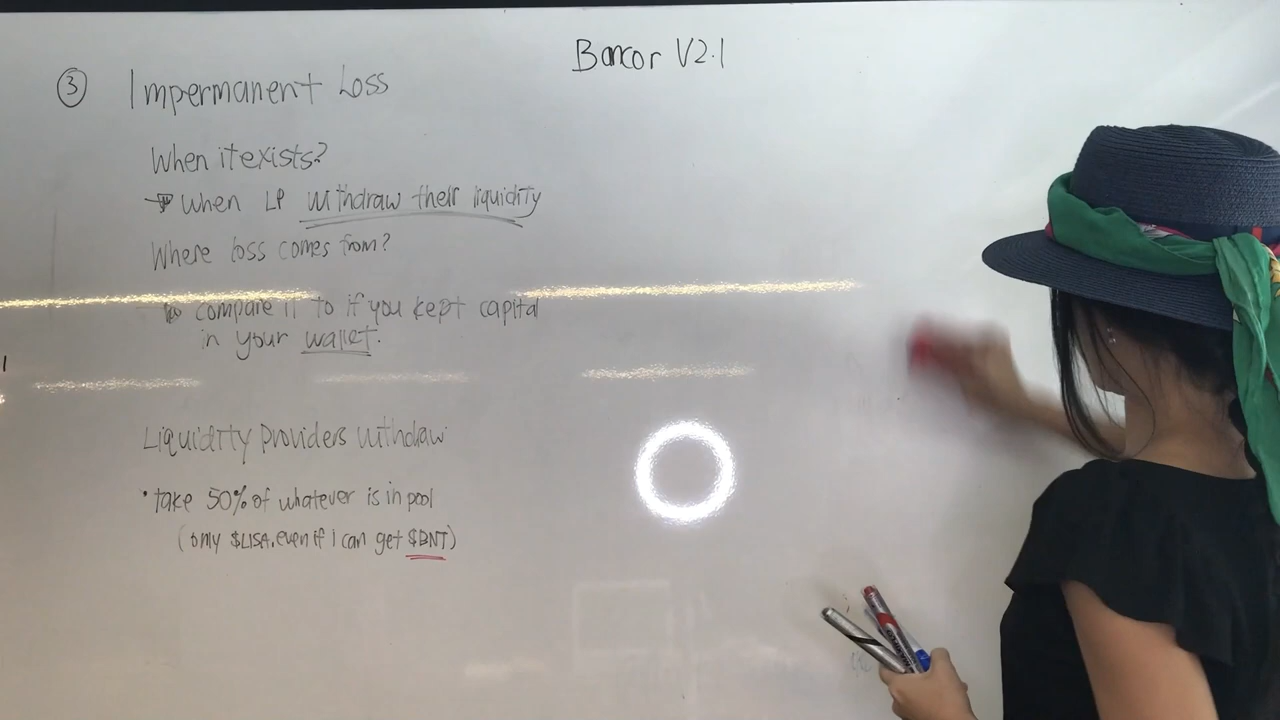 Bancor V2.1
③ Impermanent Loss
When it exists?
When LP withdraw their liquidity
Where loss comes from?
compare it to if you kept capital
in your wallet.
Liquidity providers withdraw
• take 50% of whatever is in pool
(only $LISA, even if I can get $BNT)